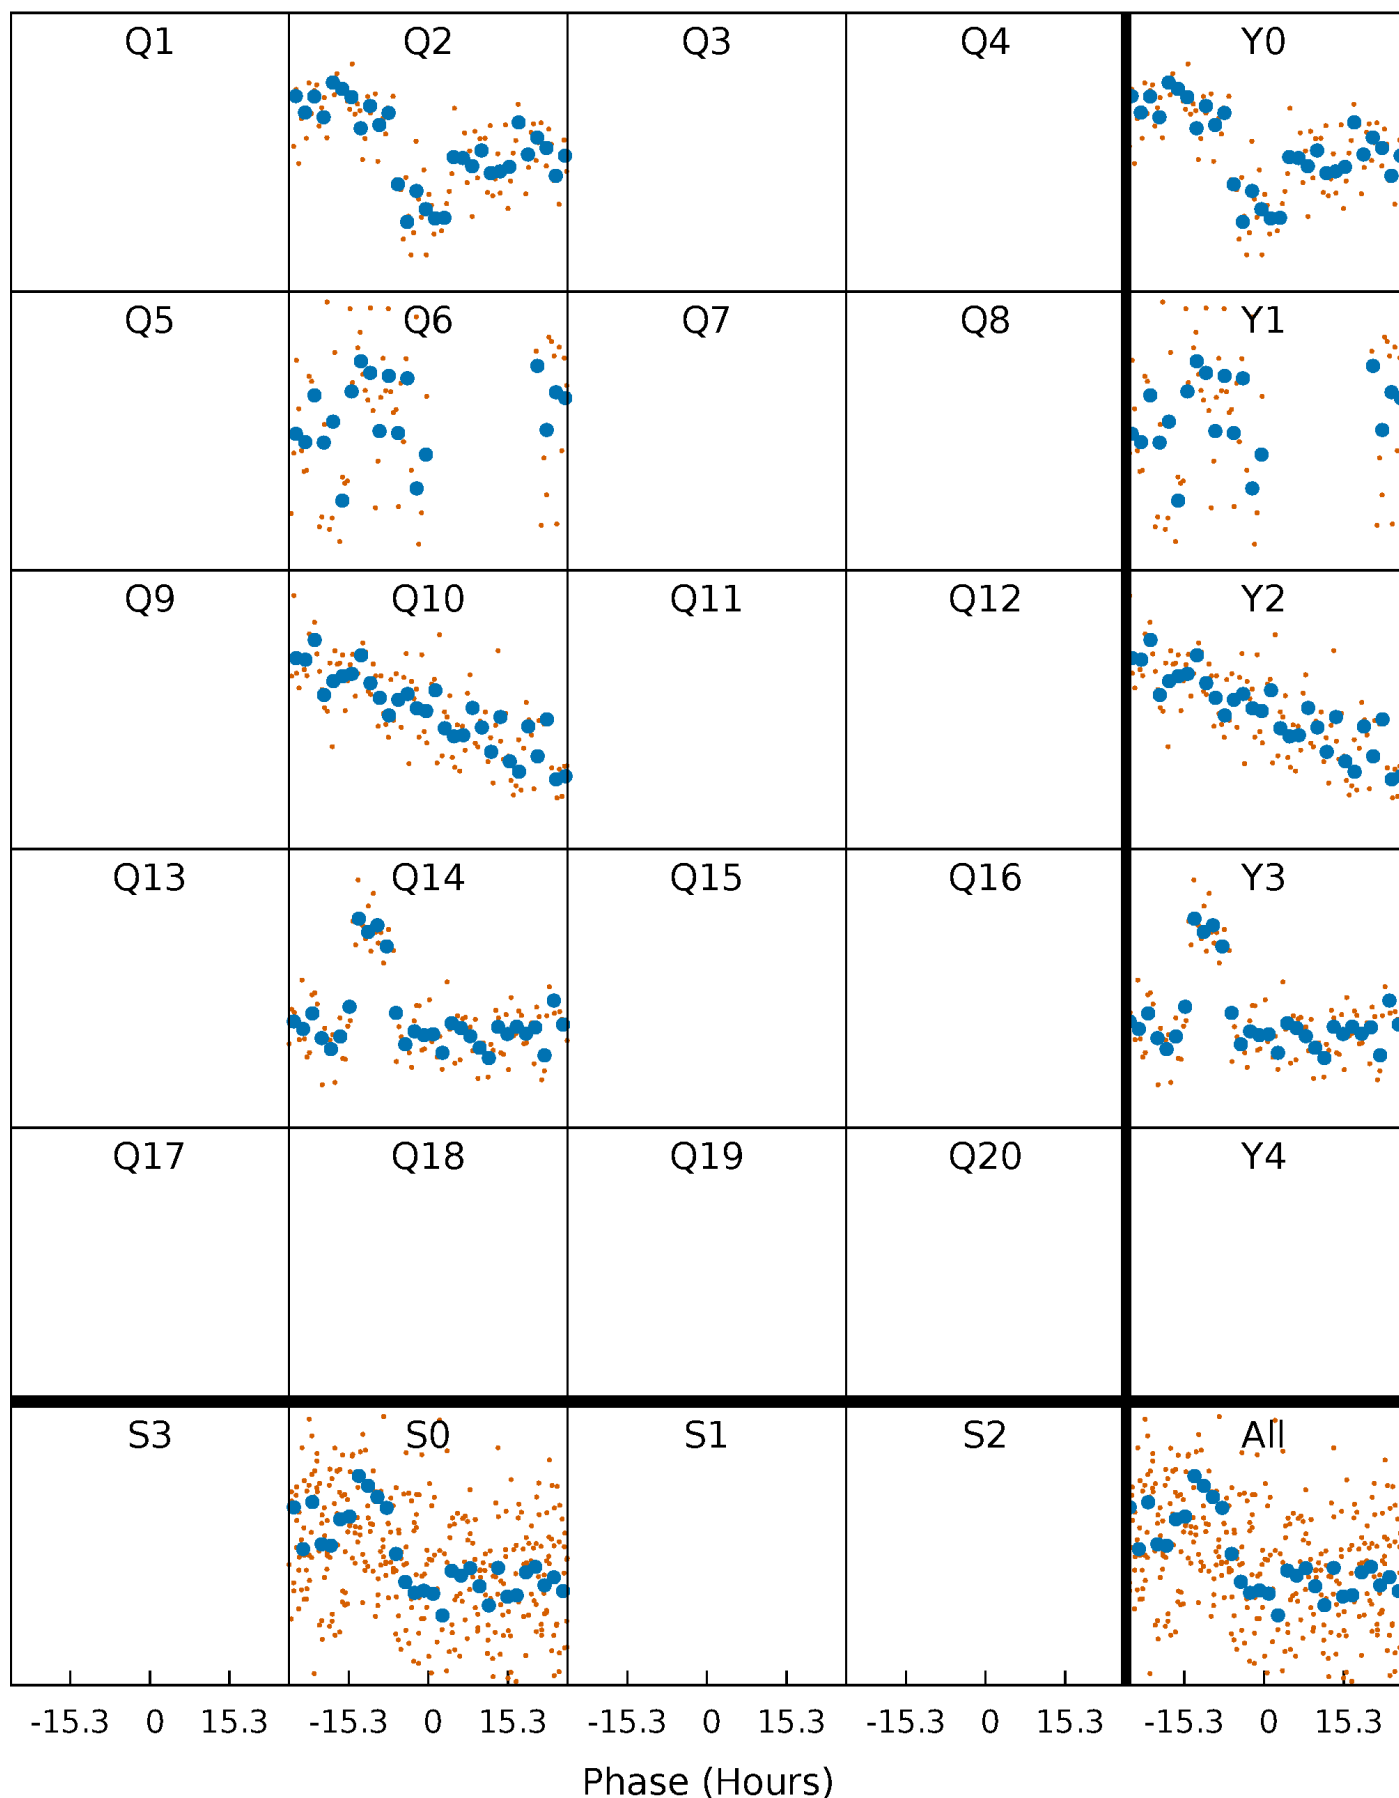 Q1 Q2 Q3 Q4 Y0
Q5 Q6 Q7 Q8 Y1
Q9 Q10 Q11 Q12 Y2
Q13 Q14 Q15 Q16 Y3
Q17 Q18 Q19 Q20 Y4
S3 S0 S1 S2 All
-15.3 0 15.3 -15.3 0 15.3 -15.3 0 15.3 -15.3 0 15.3 -15.3 0 15.3
Phase (Hours)